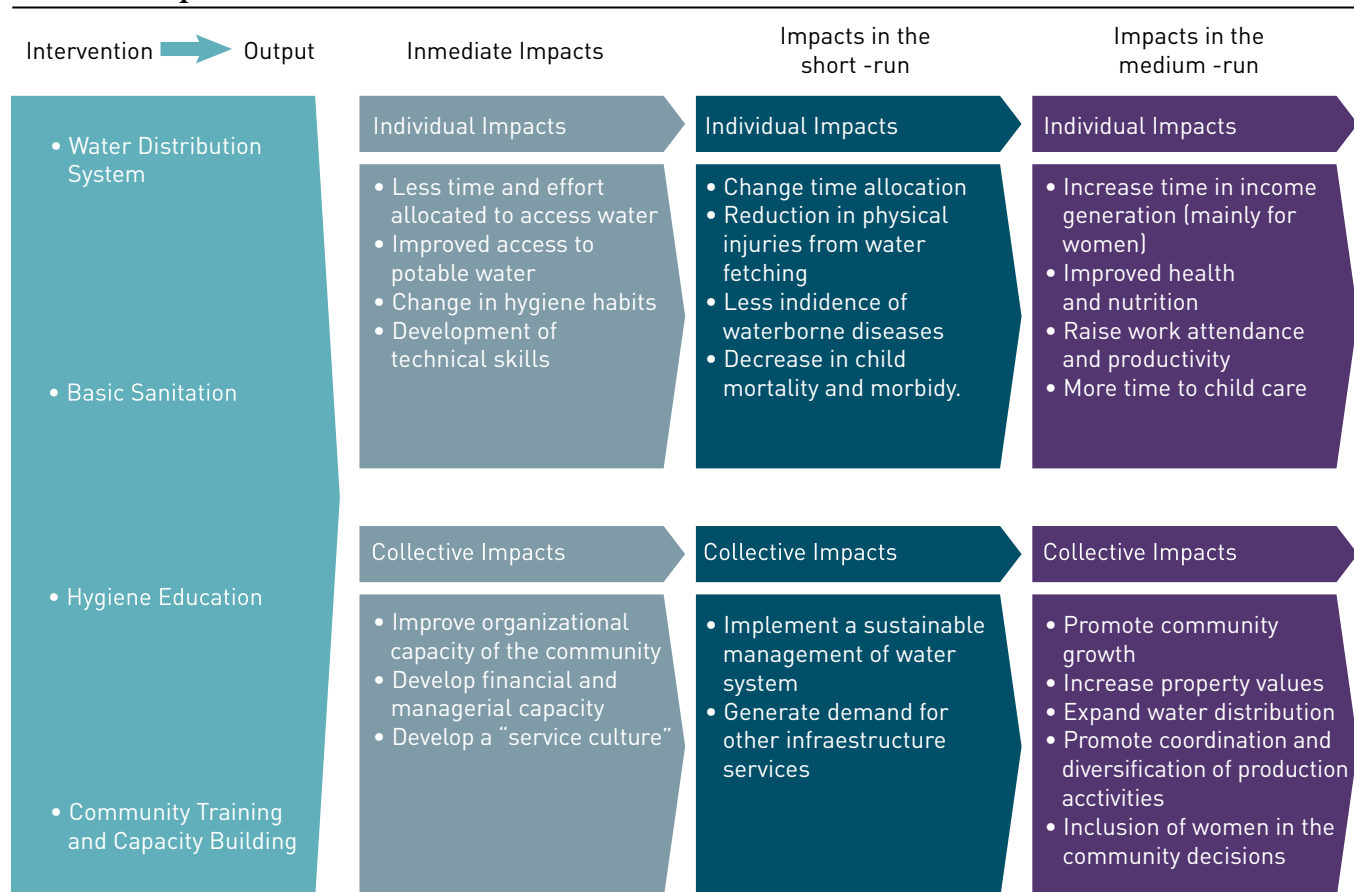 Intervention Output
Inmediate Impacts
Impacts in the
short -run
Impacts in the
medium -run
• Water Distribution
System
• Basic Sanitation
• Hygiene Education
• Community Training
and Capacity Building
Individual Impacts
• Less time and effort
allocated to access water
• Improved access to
potable water
• Change in hygiene habits
• Development of
technical skills
Individual Impacts
• Change time allocation
• Reduction in physical
injuries from water
fetching
• Less indidence of
waterborne diseases
• Decrease in child
mortality and morbidy.
Individual Impacts
• Increase time in income
generation (mainly for
women)
• Improved health
and nutrition
• Raise work attendance
and productivity
• More time to child care
Collective Impacts
• Improve organizational
capacity of the community
• Develop financial and
managerial capacity
• Develop a “service culture”
Collective Impacts
• Implement a sustainable
management of water
system
• Generate demand for
other infraestructure
services
Collective Impacts
• Promote community
growth
• Increase property values
• Expand water distribution
• Promote coordination and
diversification of production
acctivities
• Inclusion of women in the
community decisions